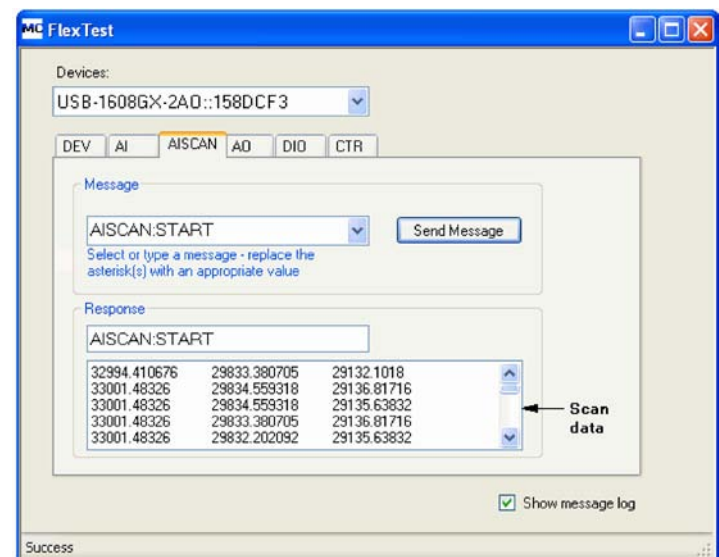 MC FlexTest
Devices:
USB-1608GX-2AO::158DCF3
DEV AI AISCAN AO DIO CTR
Message
AISCAN:START
Send Message
Select or type a message - replace the
asterisk(s) with an appropriate value
Response
AISCAN:START
32994.410676 29833.380705 29132.1018
33001.48326 29834.559318 29136.81716
33001.48326 29834.559318 29135.63832
33001.48326 29833.380705 29136.81716
33001.48326 29832.202092 29135.63832
Scan
data
Show message log
Success